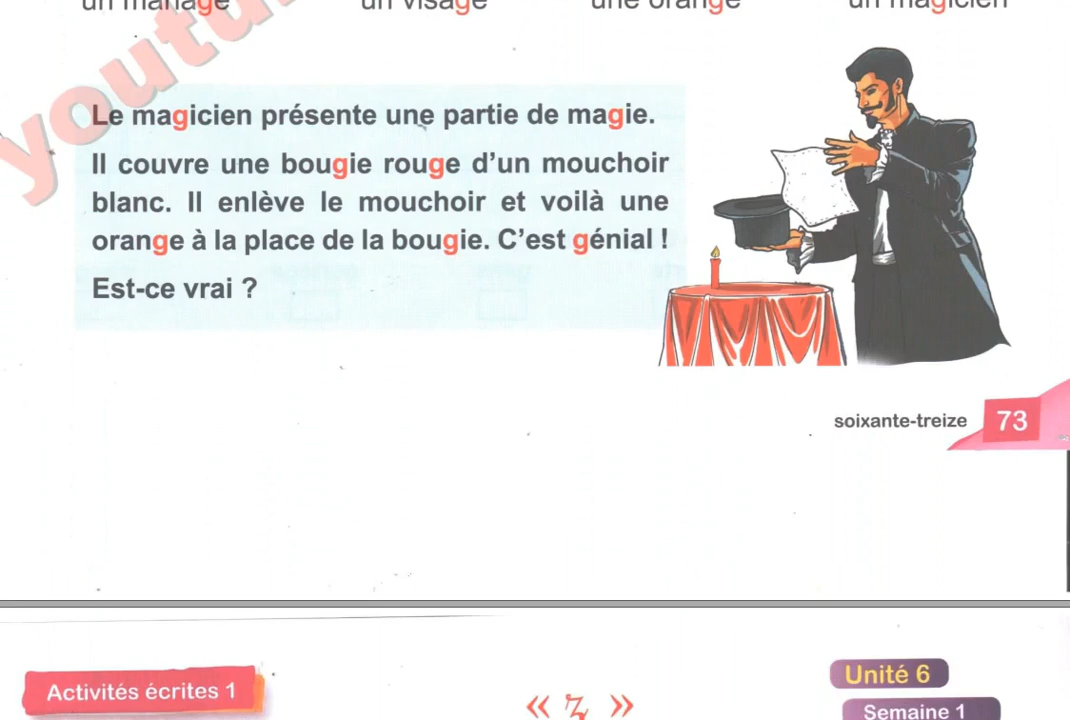 un manège un visage une orange un magicien
youtu
Le magicien présente une partie de magie.
Il couvre une bougie rouge d'un mouchoir
blanc. Il enlève le mouchoir et voilà une
orange à la place de la bougie. C'est génial !
Est-ce vrai ?
soixante-treize 73
Activités écrites 1
Unité 6
« z »
Semaine 1